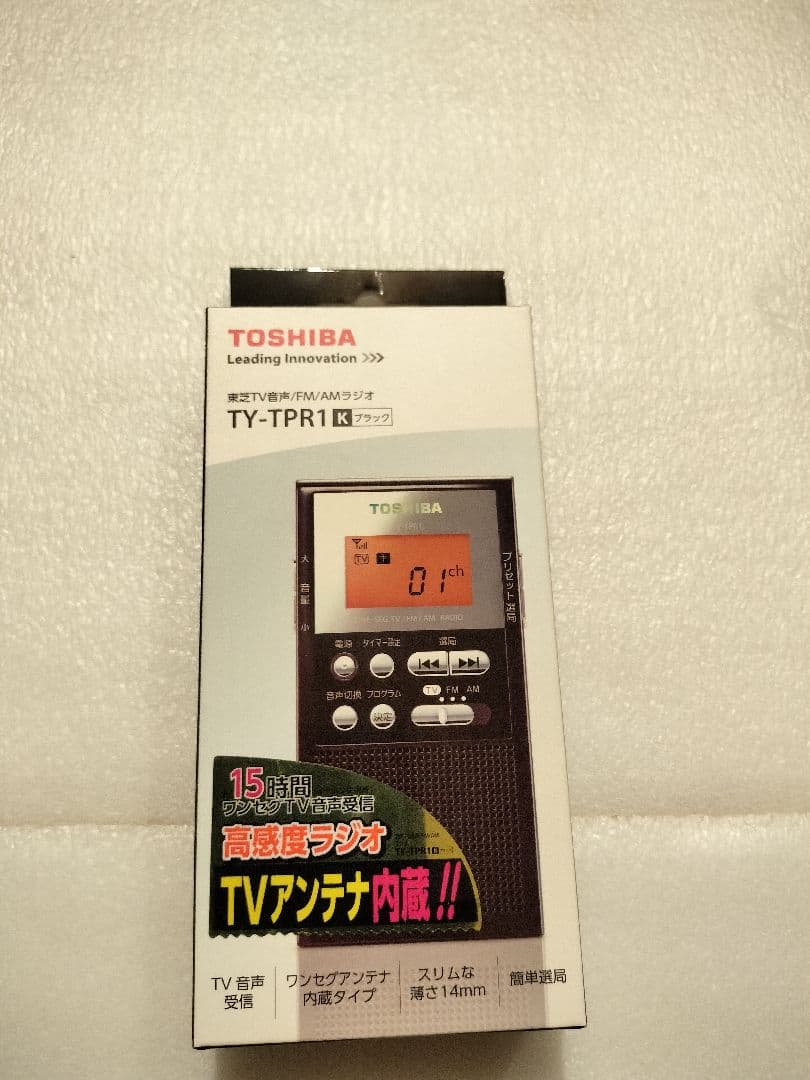 TOSHIBA
Leading Innovation >>>
東芝TV音声/FM/AMラジオ
TY-TPR1 K ブラック
TOSHIBA
TV
01ch
大
音量
小
プリセット選局
電源 タイマー設定 選局
音声切換 プログラム TV FM AM
決定
15時間
ワンセグTV音声受信
高感度ラジオ
TY-TPR1
TVアンテナ内蔵!!
TV音声
受信
ワンセグアンテナ
内蔵タイプ
スリムな
薄さ14mm
簡単選局